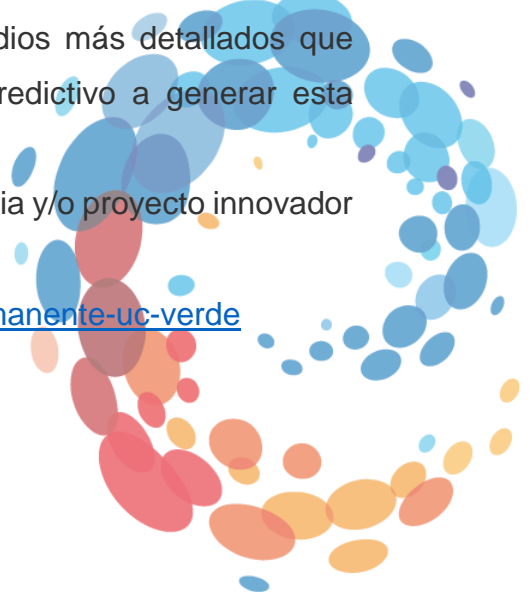 dios más detallados que
redictivo a generar esta
ia y/o proyecto innovador
nanente-uc-verde